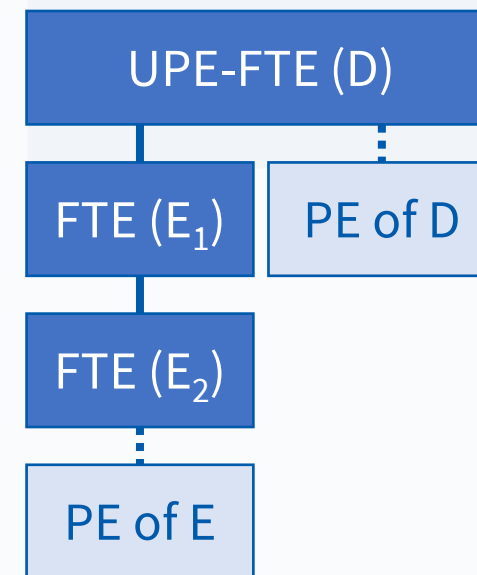 UPE-FTE (D)
FTE (E₁)
PE of D
FTE (E₂)
PE of E